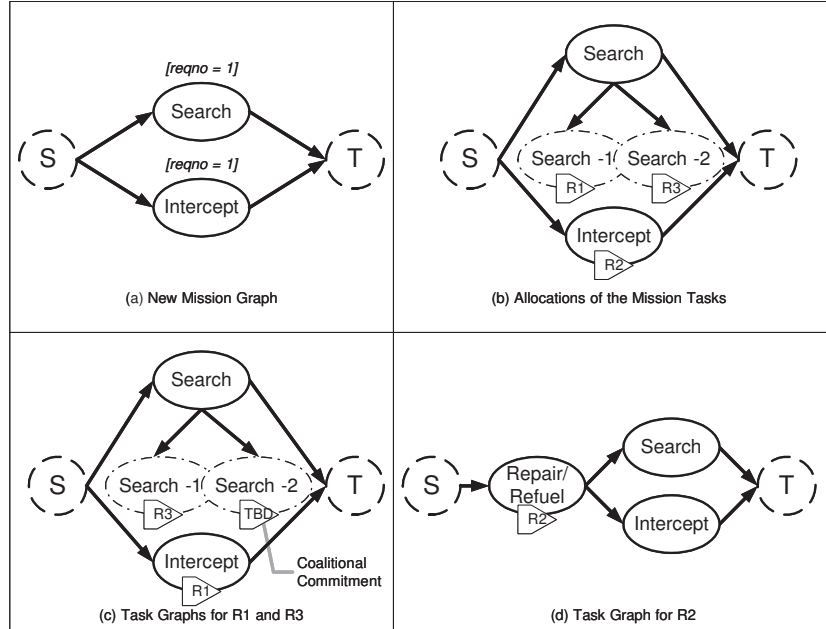 [reqno = 1]
Search
S
T
[reqno = 1]
Intercept
(a) New Mission Graph
Search
S
Search -1
Search -2
T
R1
R3
Intercept
R2
(b) Allocations of the Mission Tasks
Search
S
Search -1
Search -2
T
R3
TBD
Intercept
R1
Coalitional
Commitment
(c) Task Graphs for R1 and R3
Search
S
Repair/
Refuel
T
R2
Intercept
(d) Task Graph for R2